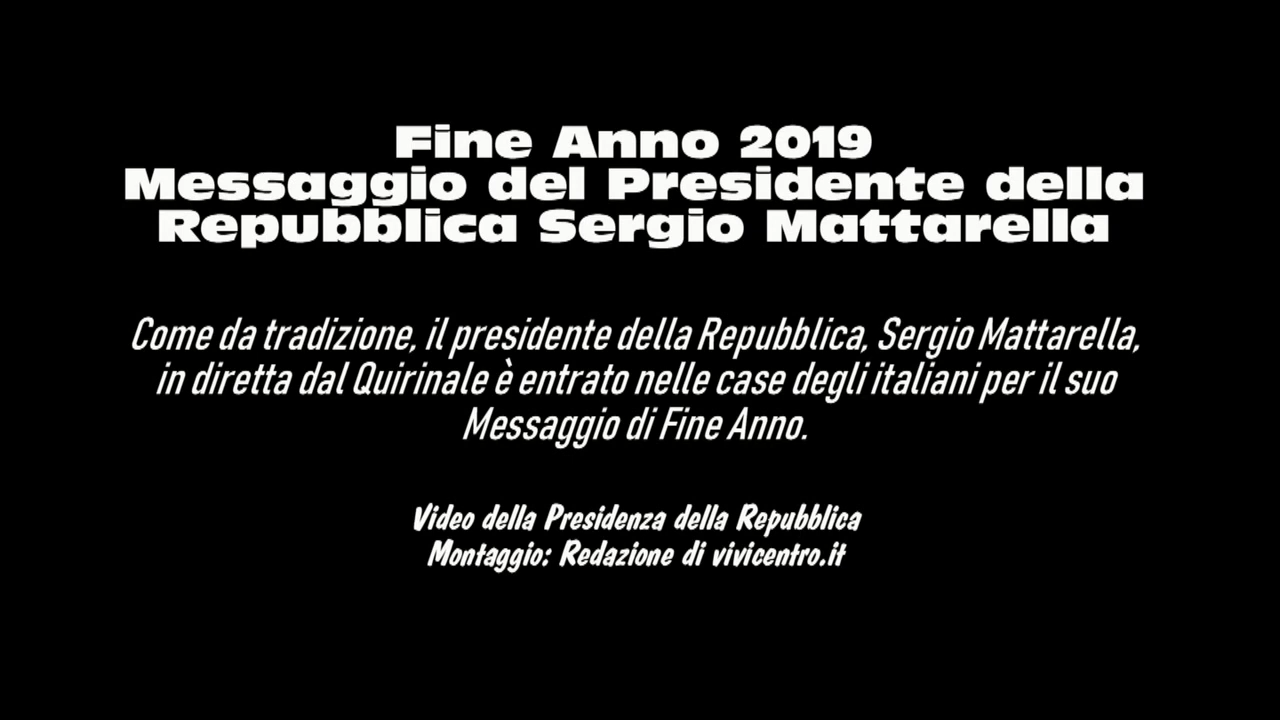 Fine Anno 2019
Messaggio del Presidente della
Repubblica Sergio Mattarella
Come da tradizione, il presidente della Repubblica, Sergio Mattarella,
in diretta dal Quirinale è entrato nelle case degli italiani per il suo
Messaggio di Fine Anno.
Video della Presidenza della Repubblica
Montaggio: Redazione di vivicentro.it